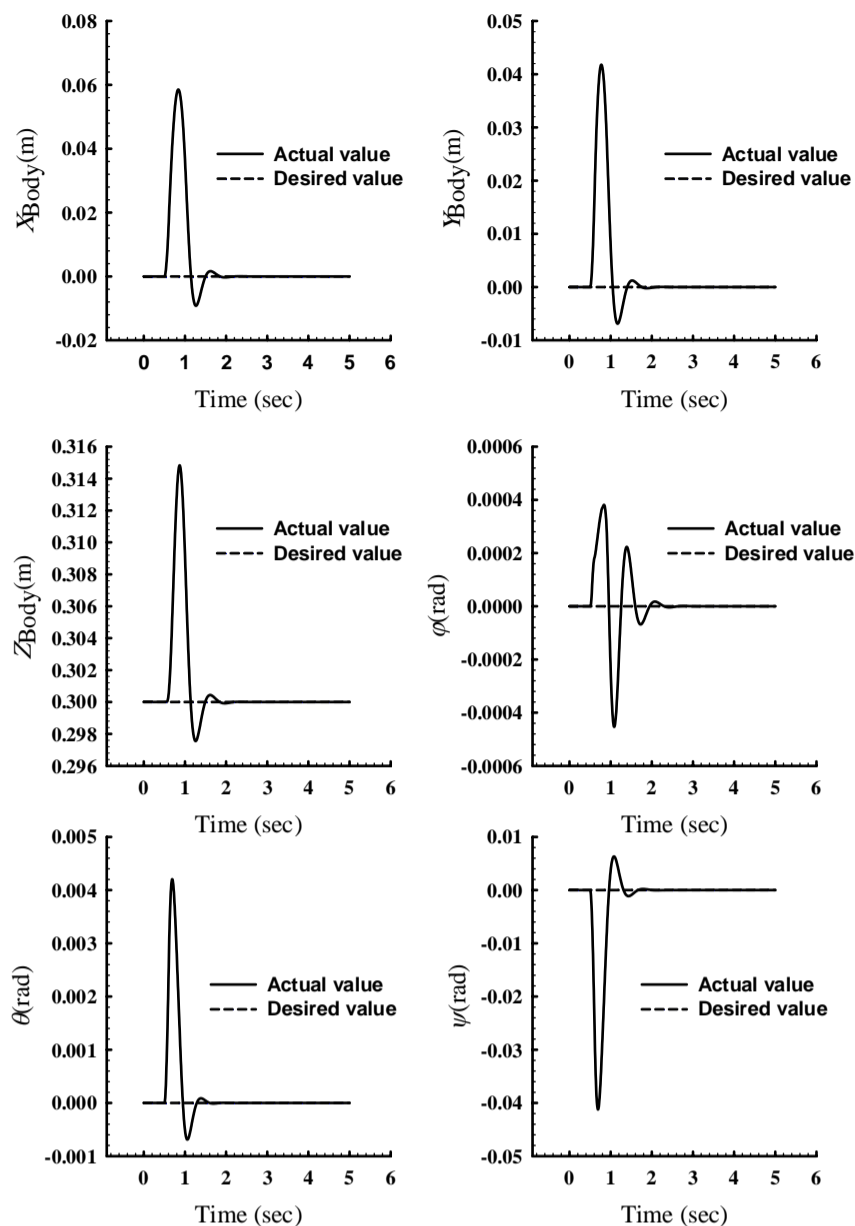 0.08
0.06
0.04
0.02
0.00
-0.02
X Body(m)
Actual value
Desired value
0 1 2 3 4 5 6
Time (sec)
0.05
0.04
0.03
0.02
0.01
0.00
-0.01
Y Body(m)
Actual value
Desired value
0 1 2 3 4 5 6
Time (sec)
0.316
0.314
0.312
0.310
0.308
0.306
0.304
0.302
0.300
0.298
0.296
Z Body(m)
Actual value
Desired value
0 1 2 3 4 5 6
Time (sec)
0.0006
0.0004
0.0002
0.0000
-0.0002
-0.0004
-0.0006
φ(rad)
Actual value
Desired value
0 1 2 3 4 5 6
Time (sec)
0.005
0.004
0.003
0.002
0.001
0.000
-0.001
θ(rad)
Actual value
Desired value
0 1 2 3 4 5 6
Time (sec)
0.01
0.00
-0.01
-0.02
-0.03
-0.04
-0.05
ψ(rad)
Actual value
Desired value
0 1 2 3 4 5 6
Time (sec)